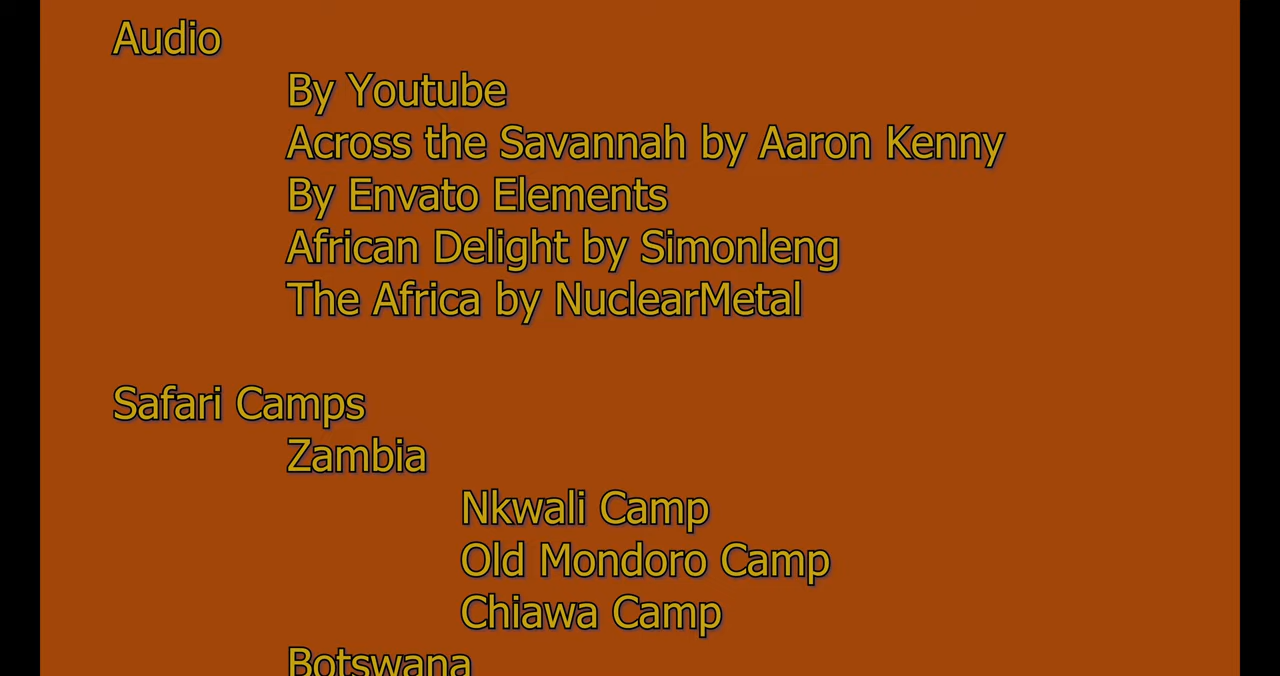 Audio
By Youtube
Across the Savannah by Aaron Kenny
By Envato Elements
African Delight by Simonleng
The Africa by NuclearMetal
Safari Camps
Zambia
Nkwali Camp
Old Mondoro Camp
Chiawa Camp
Botswana